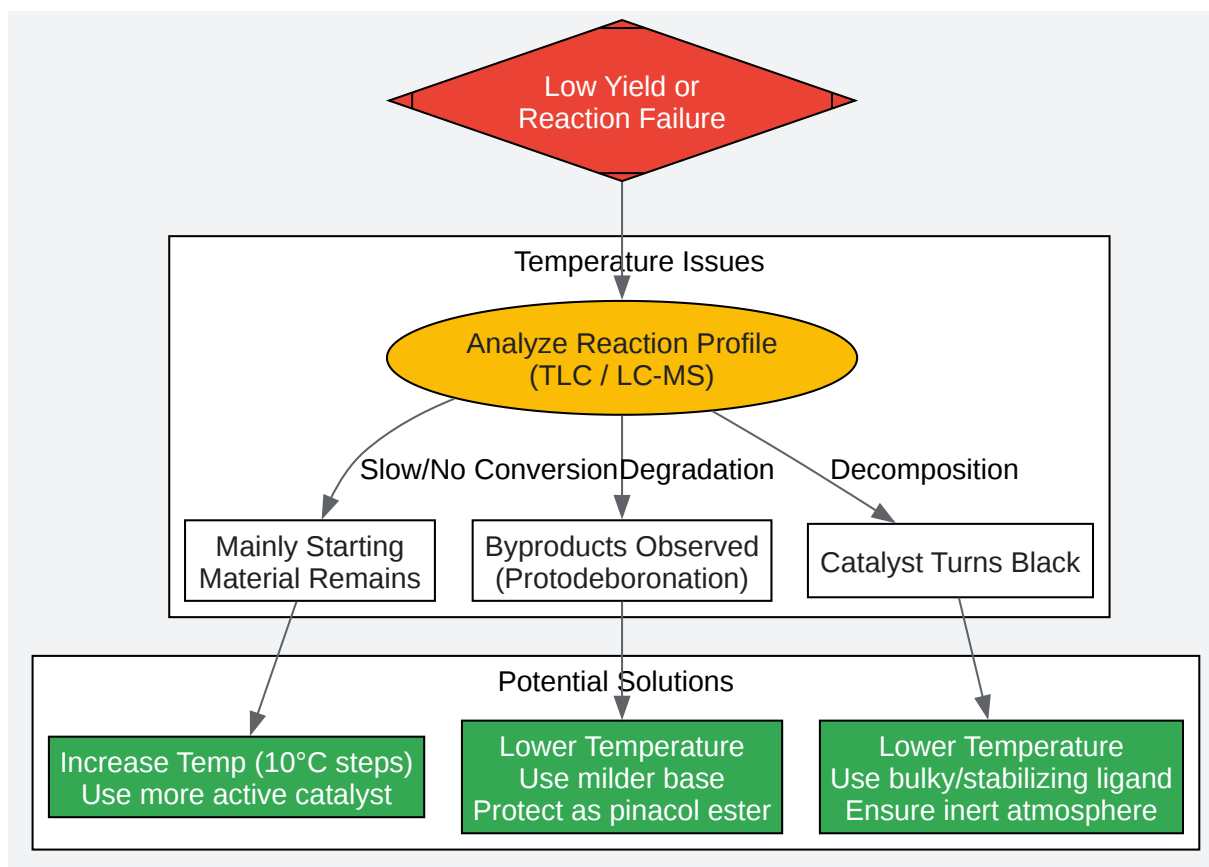 Low Yield or
Reaction Failure
Temperature Issues
Analyze Reaction Profile
(TLC / LC-MS)
Slow/No Conversion
Degradation
Decomposition
Mainly Starting
Material Remains
Byproducts Observed
(Protodeboronation)
Catalyst Turns Black
Potential Solutions
Increase Temp (10°C steps)
Use more active catalyst
Lower Temperature
Use milder base
Protect as pinacol ester
Lower Temperature
Use bulky/stabilizing ligand
Ensure inert atmosphere